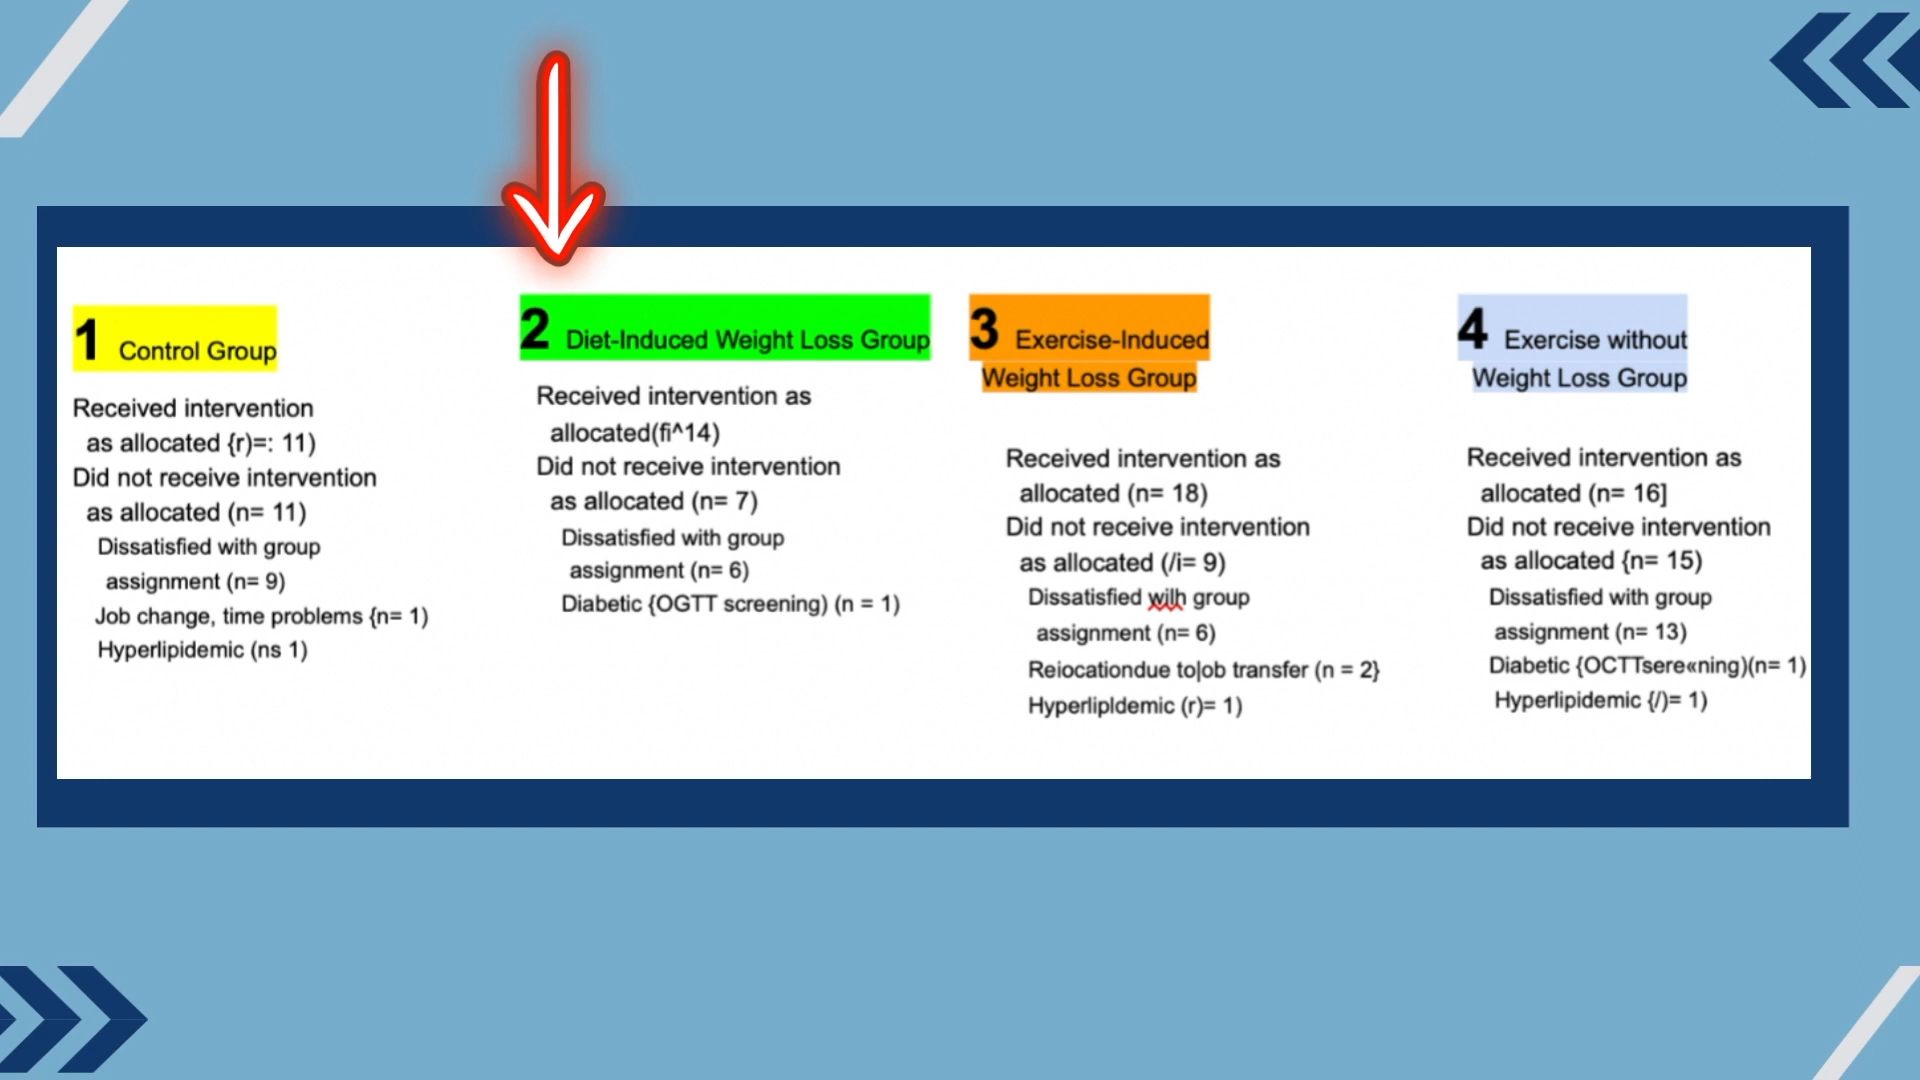 1 Control Group
Received intervention
as allocated {r)=: 11)
Did not receive intervention
as allocated (n= 11)
Dissatisfied with group
assignment (n= 9)
Job change, time problems {n= 1)
Hyperlipidemic (ns 1)
2 Diet-Induced Weight Loss Group
Received intervention as
allocated(fi^14)
Did not receive intervention
as allocated (n= 7)
Dissatisfied with group
assignment (n= 6)
Diabetic {OGTT screening) (n = 1)
3 Exercise-Induced
Weight Loss Group
Received intervention as
allocated (n= 18)
Did not receive intervention
as allocated (/i= 9)
Dissatisfied wilh group
assignment (n= 6)
Reiocationdue to|ob transfer (n = 2}
HyperlipIdemic (r)= 1)
4 Exercise without
Weight Loss Group
Received intervention as
allocated (n= 16]
Did not receive intervention
as allocated {n= 15)
Dissatisfied with group
assignment (n= 13)
Diabetic {OCTTsere«ning)(n= 1)
Hyperlipidemic {/)= 1)